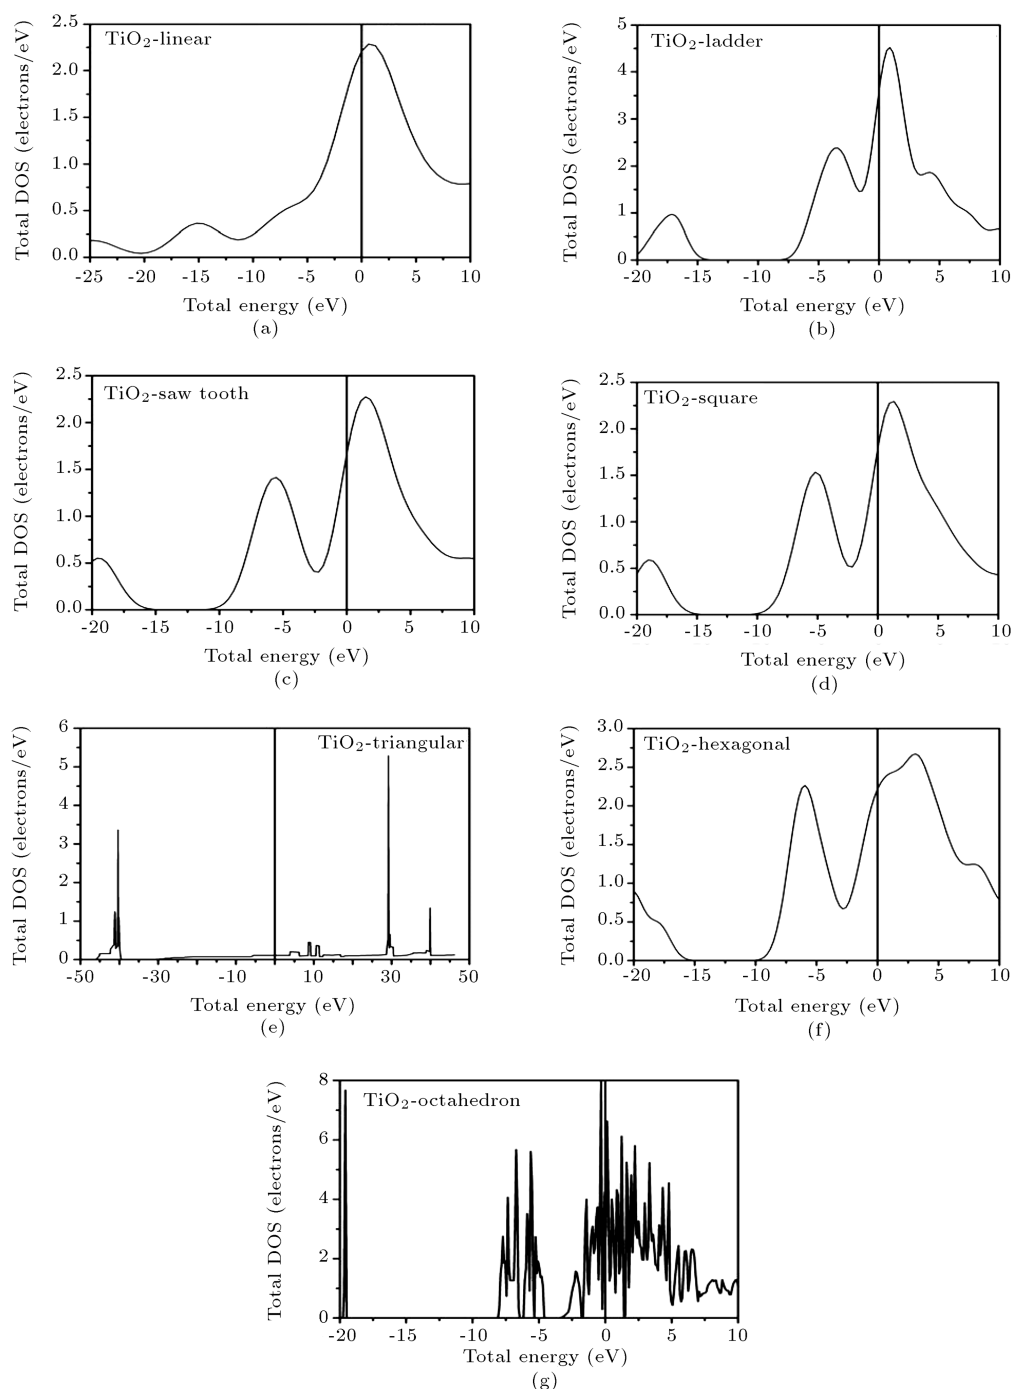 TiO₂-linear
Total DOS (electrons/eV)
2.5
2.0
1.5
1.0
0.5
0.0
-25 -20 -15 -10 -5 0 5 10
Total energy (eV)
(a)
TiO₂-ladder
Total DOS (electrons/eV)
5
4
3
2
1
0
-20 -15 -10 -5 0 5 10
Total energy (eV)
(b)
TiO₂-saw tooth
Total DOS (electrons/eV)
2.5
2.0
1.5
1.0
0.5
0.0
-20 -15 -10 -5 0 5 10
Total energy (eV)
(c)
TiO₂-square
Total DOS (electrons/eV)
2.5
2.0
1.5
1.0
0.5
0.0
-20 -15 -10 -5 0 5 10
Total energy (eV)
(d)
TiO₂-triangular
Total DOS (electrons/eV)
6
5
4
3
2
1
0
-50 -30 -10 10 30 50
Total energy (eV)
(e)
TiO₂-hexagonal
Total DOS (electrons/eV)
3.0
2.5
2.0
1.5
1.0
0.5
0.0
-20 -15 -10 -5 0 5 10
Total energy (eV)
(f)
TiO₂-octahedron
Total DOS (electrons/eV)
8
6
4
2
0
-20 -15 -10 -5 0 5 10
Total energy (eV)
(g)